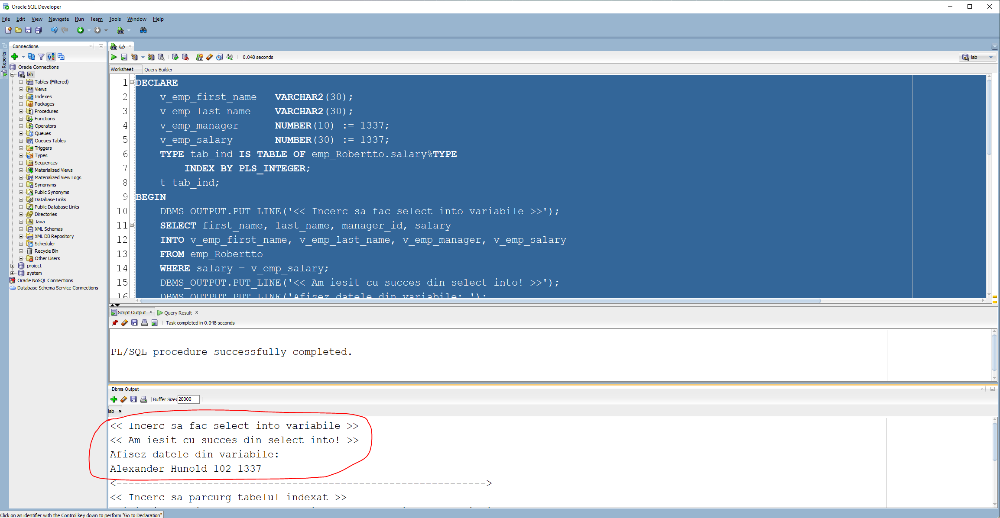 Oracle SQL Developer
File Edit View Navigate Run Team Tools Window Help
Reports
Connections
Oracle Connections
lab
Tables (Filtered)
Views
Indexes
Packages
Procedures
Functions
Operators
Queues
Queues Tables
Triggers
Types
Sequences
Materialized Views
Materialized View Logs
Synonyms
Public Synonyms
Database Links
Public Database Links
Directories
Java
XML Schemas
XML DB Repository
Scheduler
Recycle Bin
Other Users
proiect
system
Oracle NoSQL Connections
Database Schema Service Connections
lab
0.048 seconds
lab
Worksheet Query Builder
1 DECLARE
2 v_emp_first_name VARCHAR2(30);
3 v_emp_last_name VARCHAR2(30);
4 v_emp_manager NUMBER(10) := 1337;
5 v_emp_salary NUMBER(30) := 1337;
6 TYPE tab_ind IS TABLE OF emp_Robertto.salary%TYPE
7 INDEX BY PLS_INTEGER;
8 t tab_ind;
9 BEGIN
10 DBMS_OUTPUT.PUT_LINE('<< Incerc sa fac select into variabile >>');
11 SELECT first_name, last_name, manager_id, salary
12 INTO v_emp_first_name, v_emp_last_name, v_emp_manager, v_emp_salary
13 FROM emp_Robertto
14 WHERE salary = v_emp_salary;
15 DBMS_OUTPUT.PUT_LINE('<< Am iesit cu succes din select into! >>');
16 DBMS_OUTPUT.PUT_LINE('Afisez datele din variabile: ');
Script Output x Query Result x
Task completed in 0.048 seconds
PL/SQL procedure successfully completed.
Dbms Output
Buffer Size: 20000
lab x
<< Incerc sa fac select into variabile >>
<< Am iesit cu succes din select into! >>
Afisez datele din variabile:
Alexander Hunold 102 1337
<------------------------------------------------------------->
<< Incerc sa parcurg tabelul indexat >>
Click on an identifier with the Control key down to perform "Go to Declaration"